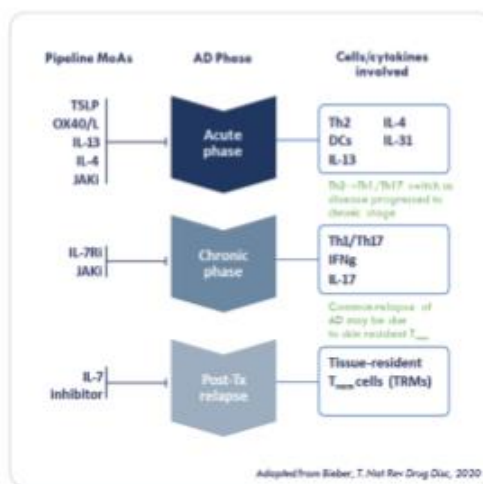 Pipeline MoAs
AD Phase
Cells/cytokines
involved
TSLP
OX40/L
IL-13
IL-4
JAKi
Acute
phase
Th2 IL-4
DCs IL-31
IL-13
Th2→Th1/Th17 switch as
disease progressed to
chronic stage
IL-7Ri
JAKi
Chronic
phase
Th1/Th17
IFNg
IL-17
Common relapse of
AD may be due
to skin resident T
IL-7
inhibitor
Post-Tx
relapse
Tissue-resident
T cells (TRMs)
Adapted from Bieber, T. Nat Rev Drug Disc, 2020